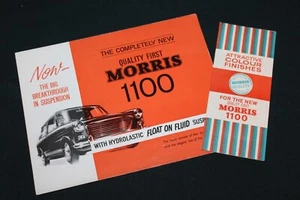 THE COMPLETELY NEW
QUALITY FIRST
MORRIS
1100
Now-
THE BIG
BREAKTHROUGH
IN SUSPENSION
WITH HYDROLASTIC FLOAT ON FLUID SUSP
ATTRACTIVE
COLOUR
FINISHES
FOR THE NEW
MORRIS
1100